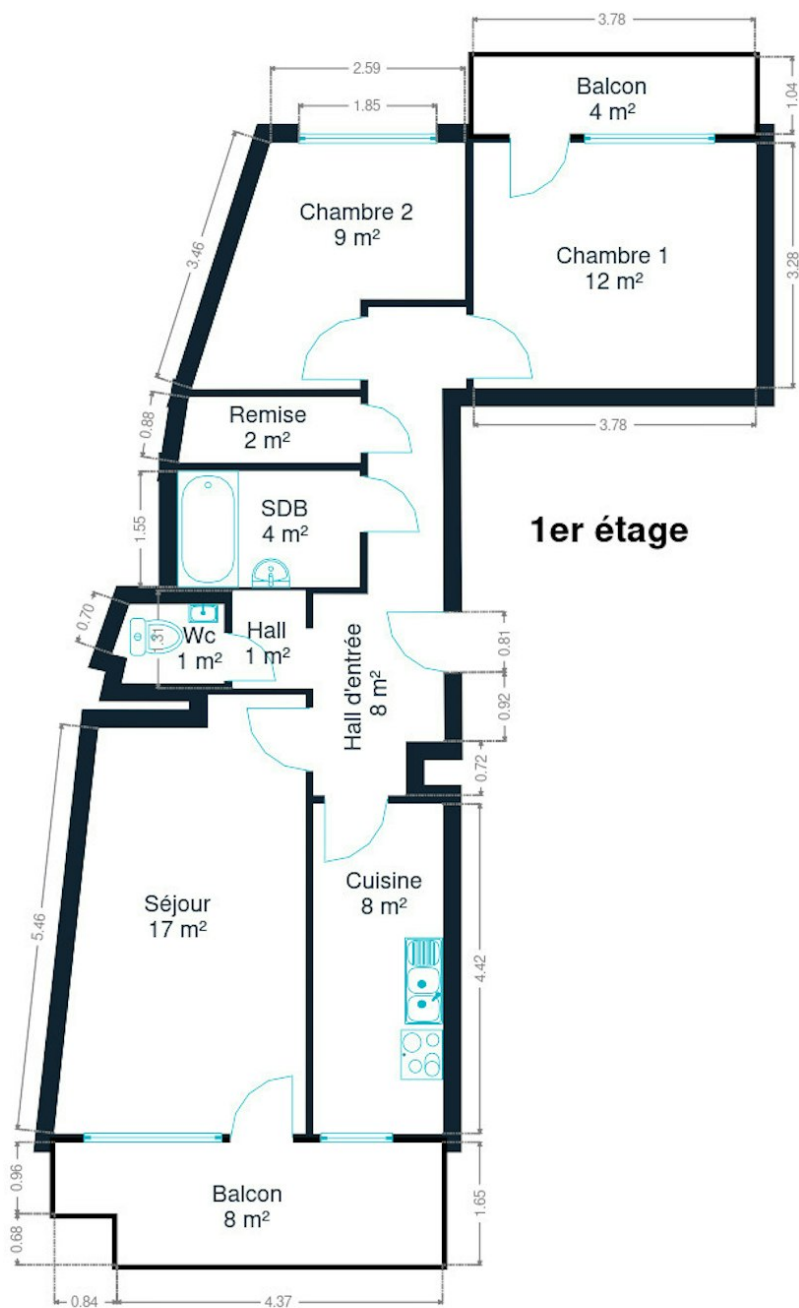 3.78
2.59
1.85
Balcon
4 m²
1.04
Chambre 2
9 m²
3.46
Chambre 1
12 m²
3.28
Remise
2 m²
0.88
3.78
SDB
4 m²
1.55
1er étage
0.70
Wc
1 m²
1.31
Hall
1 m²
Hall d'entrée
8 m²
0.81
0.92
0.72
Séjour
17 m²
5.46
Cuisine
8 m²
4.42
Balcon
8 m²
0.96
0.68
1.65
0.84
4.37